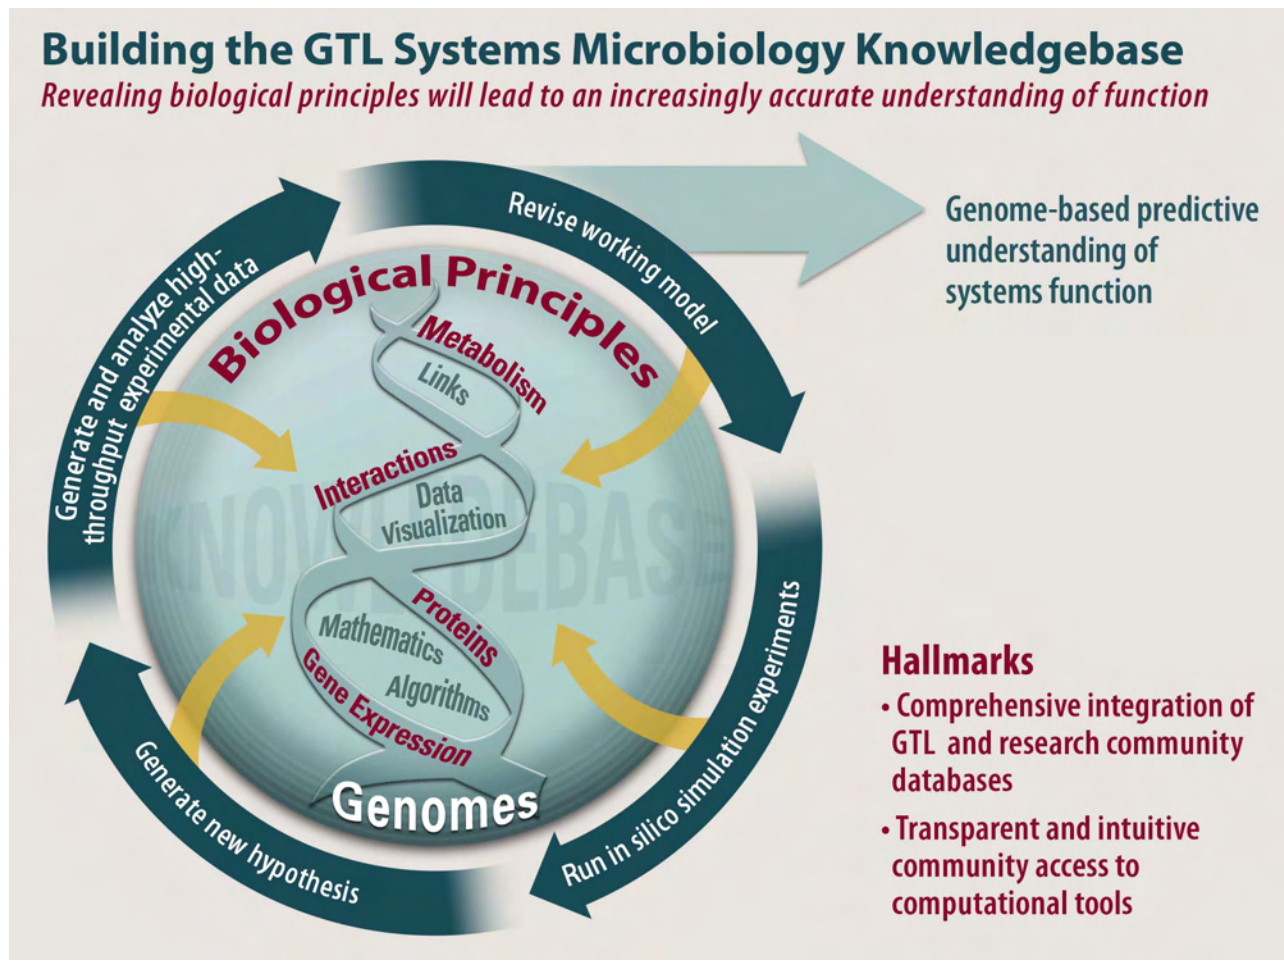 Building the GTL Systems Microbiology Knowledgebase
Revealing biological principles will lead to an increasingly accurate understanding of function
Revise working model
Genome-based predictive
understanding of
systems function
Generate and analyze high-
throughput experimental data
Biological Principles
Metabolism
Links
Interactions
Data
Visualization
KNOWLEDEBASE
Proteins
Mathematics
Algorithms
Gene Expression
Genomes
Run in silico simulation experiments
Generate new hypothesis
Hallmarks
• Comprehensive integration of
GTL and research community
databases
• Transparent and intuitive
community access to
computational tools